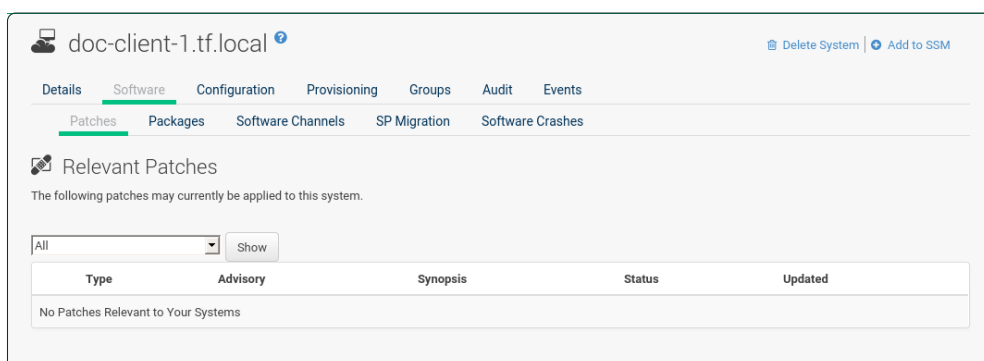 doc-client-1.tf.local ?
Delete System | Add to SSM
Details Software Configuration Provisioning Groups Audit Events
Patches Packages Software Channels SP Migration Software Crashes
Relevant Patches
The following patches may currently be applied to this system.
All Show
Type Advisory Synopsis Status Updated
No Patches Relevant to Your Systems